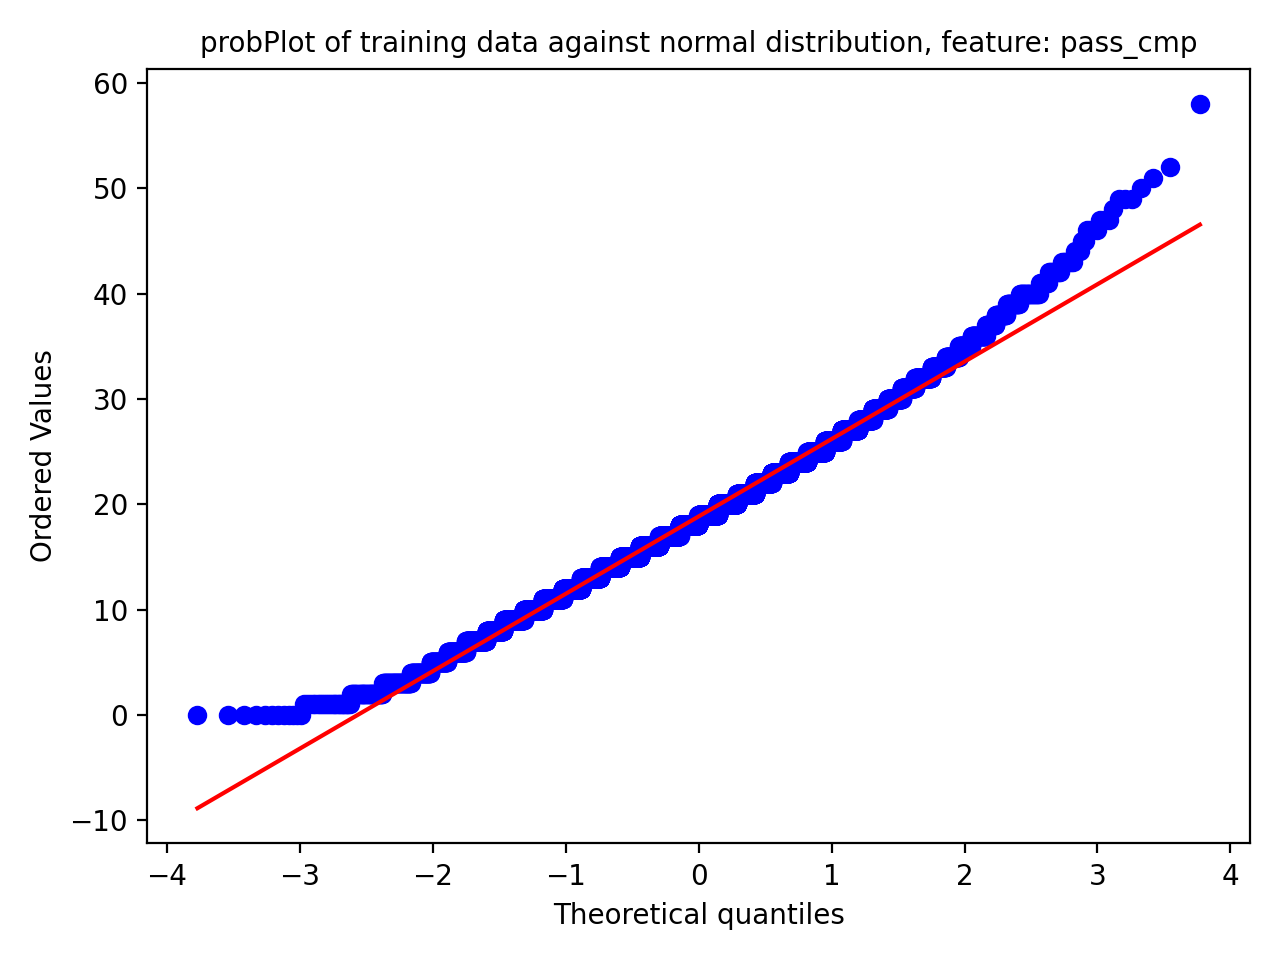 probPlot of training data against normal distribution, feature: pass_cmp
60
50
40
30
20
10
0
−10
Ordered Values
−4 −3 −2 −1 0 1 2 3 4
Theoretical quantiles